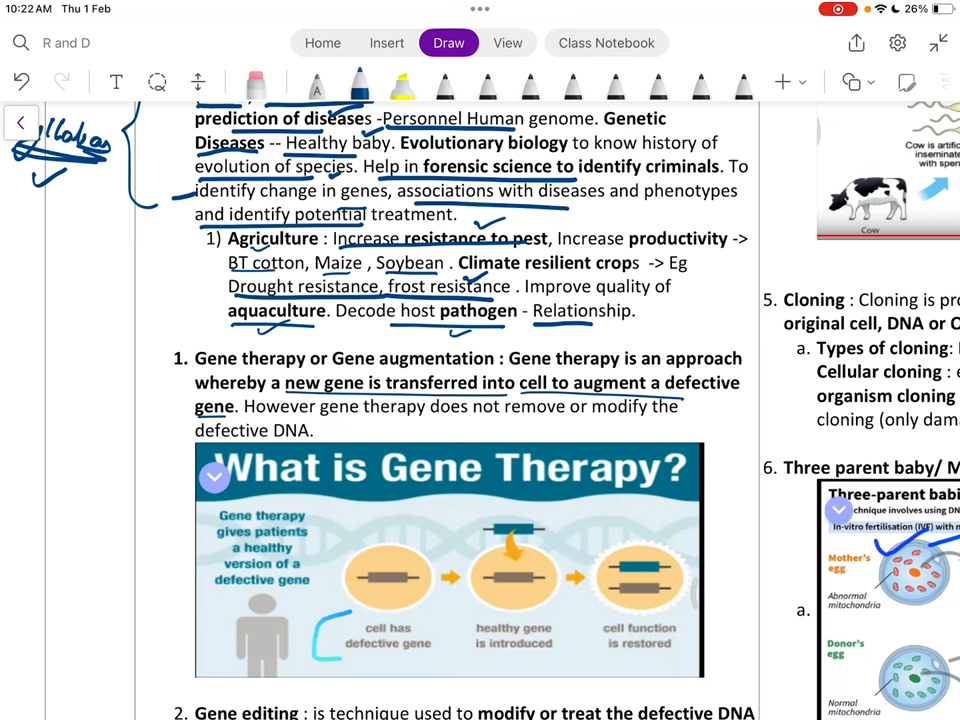 10:22 AM Thu 1 Feb
26%
R and D
Home Insert Draw View Class Notebook
T
A
prediction of diseases -Personnel Human genome. Genetic
Diseases -- Healthy baby. Evolutionary biology to know history of
evolution of species. Help in forensic science to identify criminals. To
identify change in genes, associations with diseases and phenotypes
and identify potential treatment.
1) Agriculture : Increase resistance to pest, Increase productivity ->
BT cotton, Maize , Soybean . Climate resilient crops -> Eg
Drought resistance, frost resistance . Improve quality of
aquaculture. Decode host pathogen - Relationship.
1. Gene therapy or Gene augmentation : Gene therapy is an approach
whereby a new gene is transferred into cell to augment a defective
gene. However gene therapy does not remove or modify the
defective DNA.
What is Gene Therapy?
Gene therapy
gives patients
a healthy
version of a
defective gene
cell has
defective gene
healthy gene
is introduced
cell function
is restored
2. Gene editing : is technique used to modify or treat the defective DNA
Cow is artific
inseminate
with sperm
Cow
5. Cloning : Cloning is pro
original cell, DNA or O
a. Types of cloning:
Cellular cloning : e
organism cloning
cloning (only dama
6. Three parent baby/ M
Three-parent babi
chnique involves using DN
In-vitro fertilisation (IVF) with m
Mother's
egg
Abnormal
mitochondria
a.
Donor's
egg
Normal
mitochondria